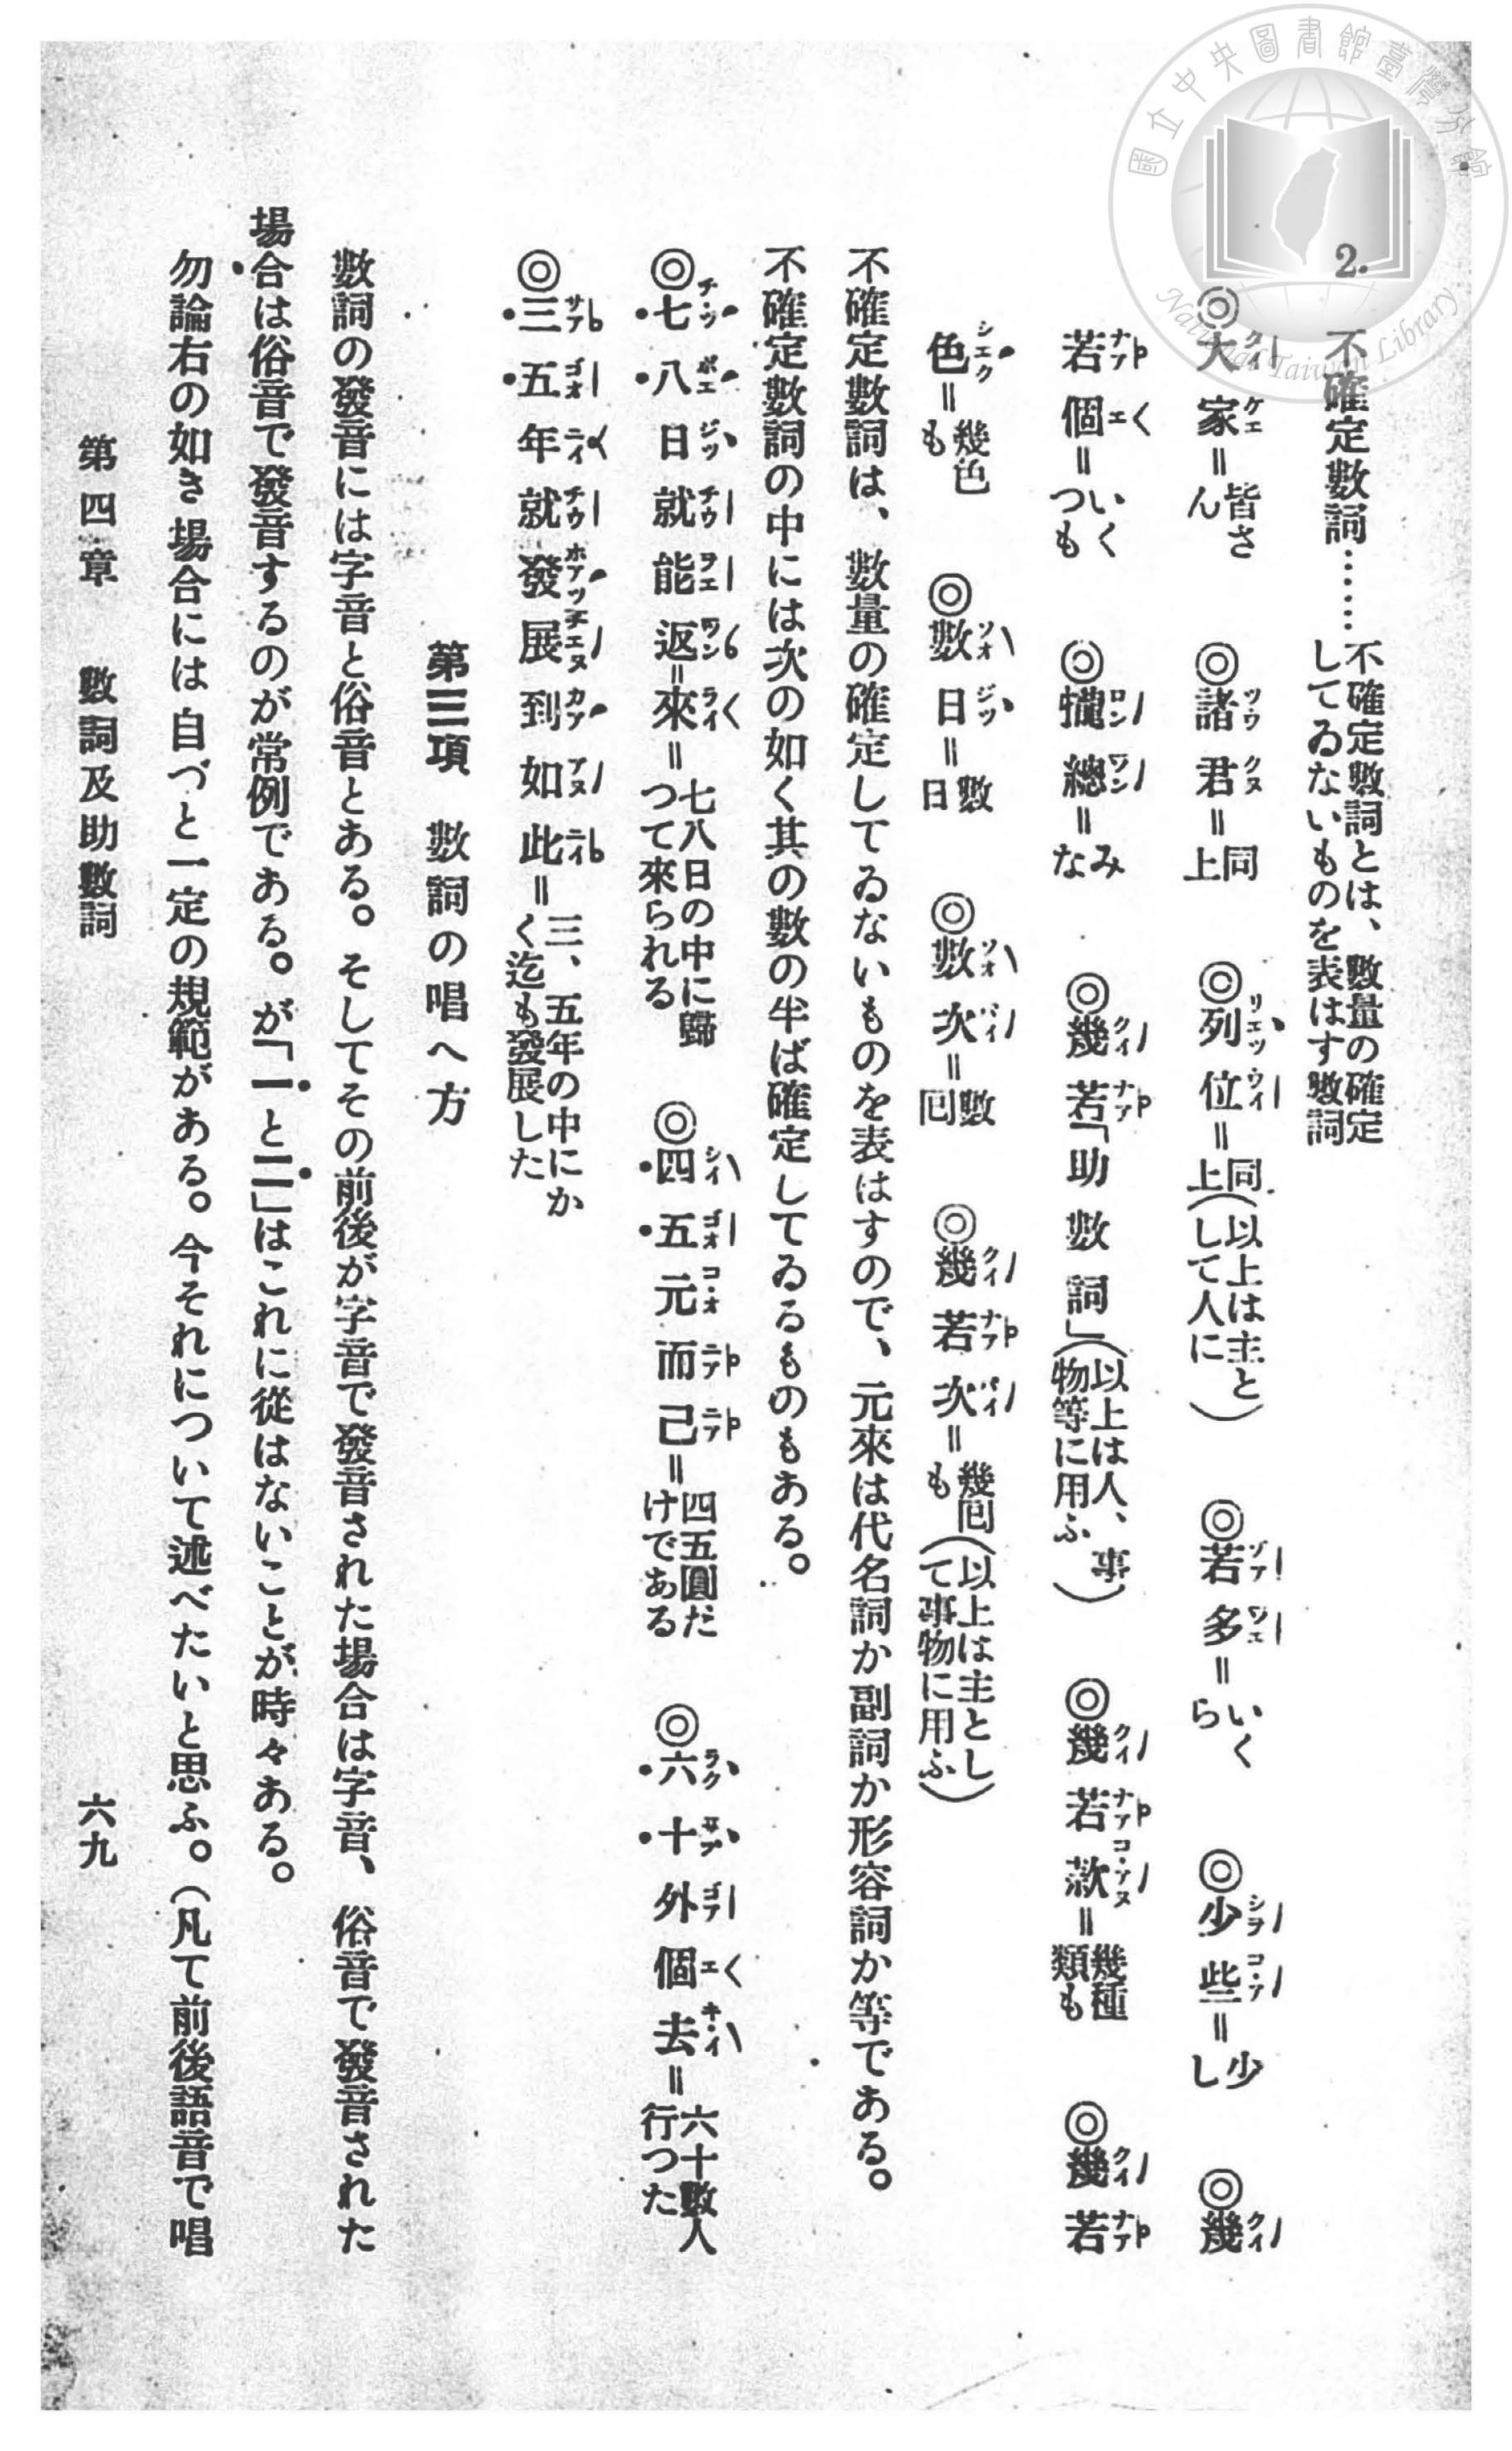 2. 不確定數詞……不確定數詞とは、數量の確定してゐないものを表はす數詞
◎大家＝皆さん ◎諸君＝同上 ◎列位＝同上（以上は主として人に） ◎若多＝いくら ◎少些＝少し ◎幾
若個＝いくつも ◎攏總＝みな ◎幾若「助數詞」（以上は人、事物等に用ふ） ◎幾若款＝幾種類も ◎幾若
色＝幾色も ◎數日＝數日 ◎數次＝數囘 ◎幾若次＝幾囘も（以上は主として事物に用ふ）
不確定數詞は、數量の確定してゐないものを表はすので、元來は代名詞か副詞か形容詞か等である。
不確定數詞の中には次の如く其の數の半ば確定してゐるものもある。
◎七八日就能返來＝七八日の中に歸つて來られる ◎四五元而己＝四五圓だけである ◎六十外個去＝六十數人行つた
◎三五年就發展到如此＝三、五年の中にかく迄も發展した
第三項 數詞の唱へ方
數詞の發音には字音と俗音とある。そしてその前後が字音で發音された場合は字音、俗音で發音された
場合は俗音で發音するのが常例である。が「一と二」はこれに從はないことが時々ある。
勿論右の如き場合には自づと一定の規範がある。今それについて述べたいと思ふ。（凡て前後語音で唱
第四章 數詞及助數詞 六九
國立中央圖書館臺灣分館
National Taiwan Library